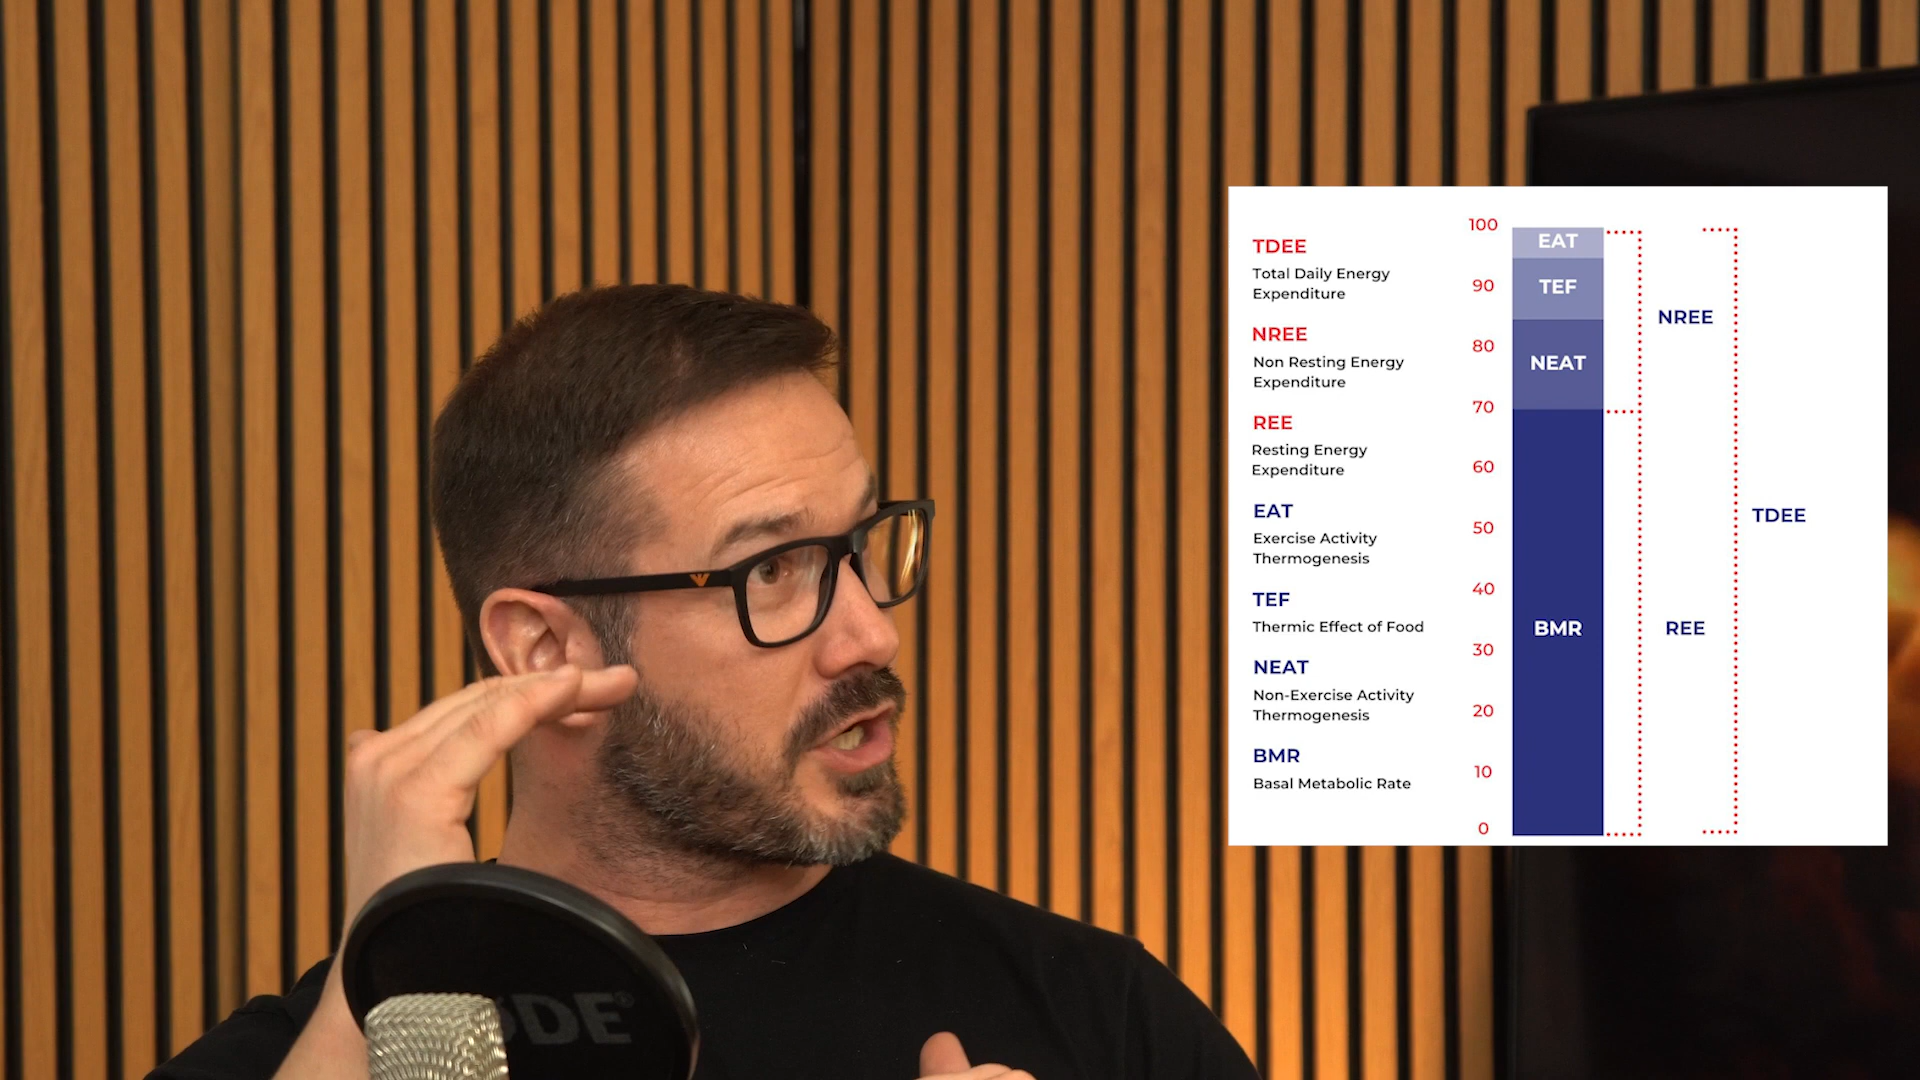 TDEE
Total Daily Energy
Expenditure
NREE
Non Resting Energy
Expenditure
REE
Resting Energy
Expenditure
EAT
Exercise Activity
Thermogenesis
TEF
Thermic Effect of Food
NEAT
Non-Exercise Activity
Thermogenesis
BMR
Basal Metabolic Rate
100
90
80
70
60
50
40
30
20
10
0
EAT
TEF
NEAT
BMR
NREE
REE
TDEE